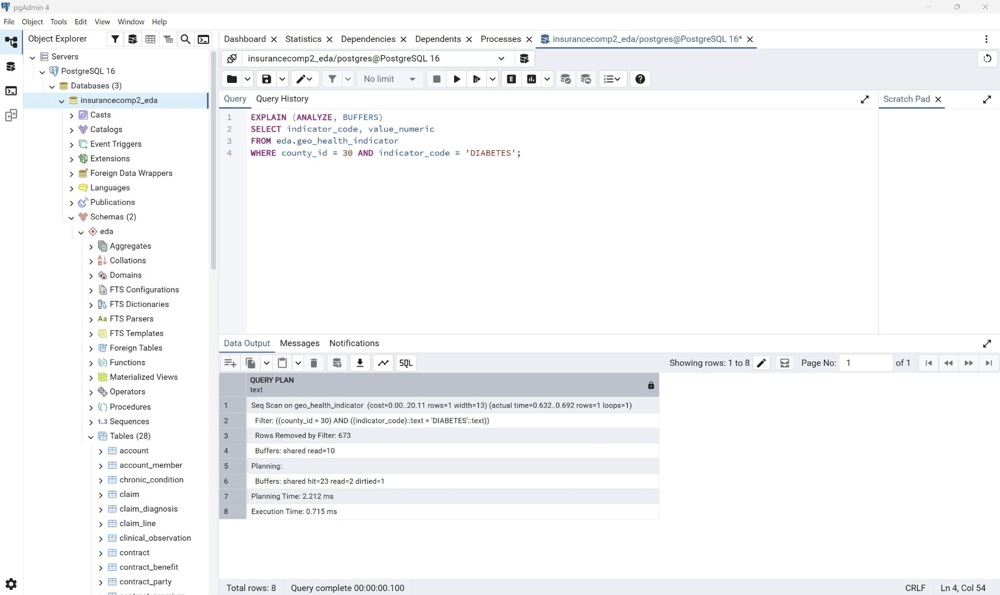 pgAdmin 4
File Object Tools Edit View Window Help
Object Explorer
Dashboard Statistics Dependencies Dependents Processes insurancecomp2_eda/postgres@PostgreSQL 16*
insurancecomp2_eda/postgres@PostgreSQL 16
No limit
E
Query Query History
Scratch Pad
1 EXPLAIN (ANALYZE, BUFFERS)
2 SELECT indicator_code, value_numeric
3 FROM eda.geo_health_indicator
4 WHERE county_id = 30 AND indicator_code = 'DIABETES';
Servers
PostgreSQL 16
Databases (3)
insurancecomp2_eda
Casts
Catalogs
Event Triggers
Extensions
Foreign Data Wrappers
Languages
Publications
Schemas (2)
eda
Aggregates
Collations
Domains
FTS Configurations
FTS Dictionaries
Aa FTS Parsers
FTS Templates
Foreign Tables
Functions
Materialized Views
Operators
Procedures
1..3 Sequences
Tables (28)
account
account_member
chronic_condition
claim
claim_diagnosis
claim_line
clinical_observation
contract
contract_benefit
contract_party
Data Output Messages Notifications
SQL
Showing rows: 1 to 8 Page No: 1 of 1
QUERY PLAN
text
1 Seq Scan on geo_health_indicator (cost=0.00..20.11 rows=1 width=13) (actual time=0.632..0.692 rows=1 loops=1)
2 Filter: ((county_id = 30) AND ((indicator_code)::text = 'DIABETES'::text))
3 Rows Removed by Filter: 673
4 Buffers: shared read=10
5 Planning:
6 Buffers: shared hit=23 read=2 dirtied=1
7 Planning Time: 2.212 ms
8 Execution Time: 0.715 ms
Total rows: 8 Query complete 00:00:00.100 CRLF Ln 4, Col 54